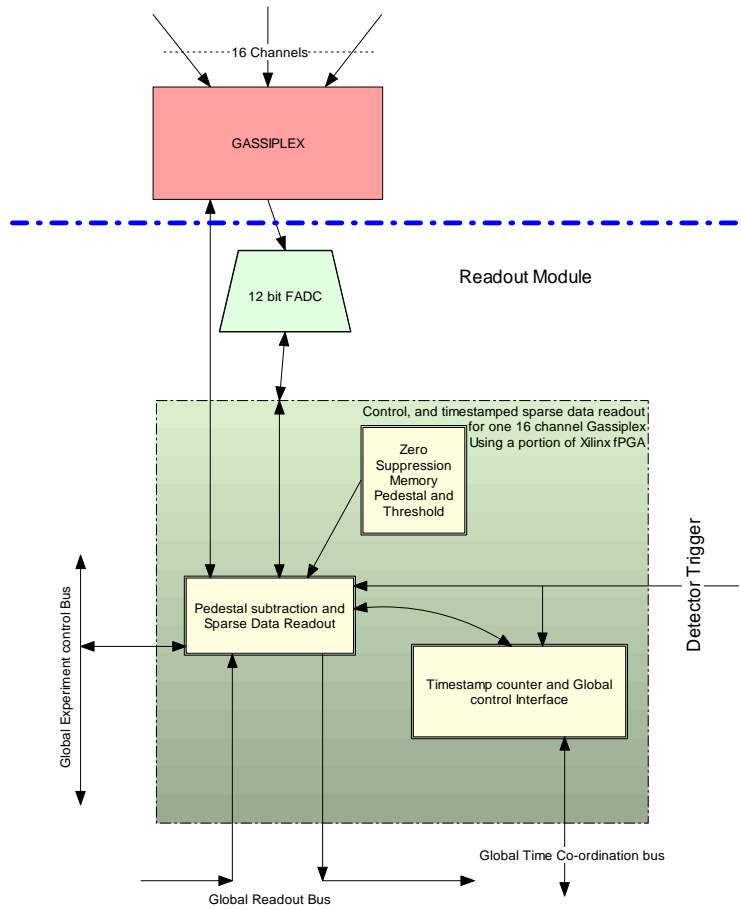 16 Channels
GASSIPLEX
Readout Module
12 bit FADC
Control, and timestamped sparse data readout
for one 16 channel Gassiplex
Using a portion of Xilinx fPGA
Zero
Suppression
Memory
Pedestal and
Threshold
Detector Trigger
Pedestal subtraction and
Sparse Data Readout
Global Experiment control Bus
Timestamp counter and Global
control Interface
Global Time Co-ordination bus
Global Readout Bus